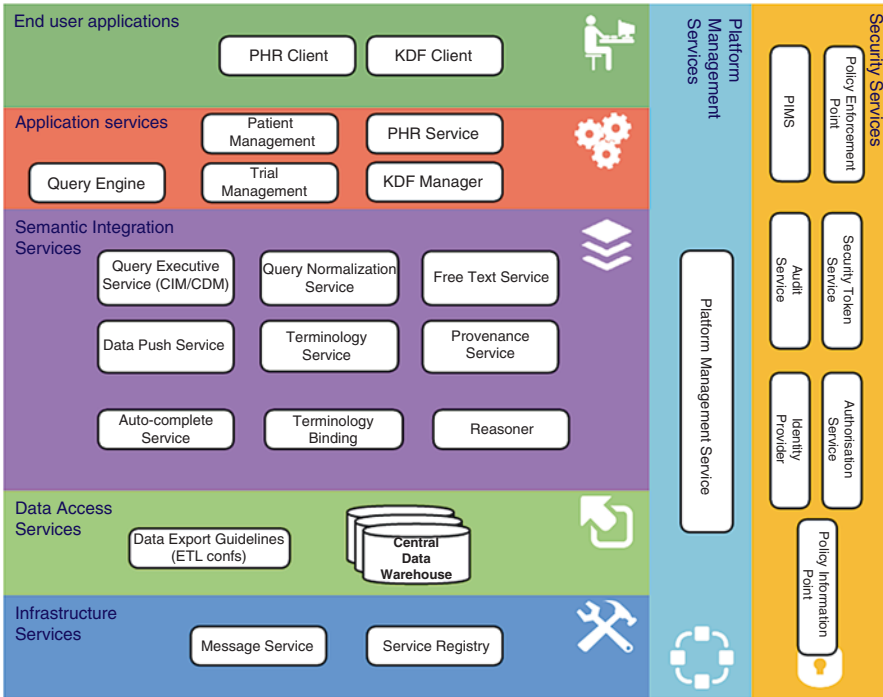 End user applications
PHR Client
KDF Client
Application services
Patient
Management
PHR Service
Query Engine
Trial
Management
KDF Manager
Semantic Integration
Services
Query Executive
Service (CIM/CDM)
Query Normalization
Service
Free Text Service
Data Push Service
Terminology
Service
Provenance
Service
Auto-complete
Service
Terminology
Binding
Reasoner
Data Access
Services
Data Export Guidelines
(ETL confs)
Central
Data
Warehouse
Infrastructure
Services
Message Service
Service Registry
Platform
Management
Services
Platform Management Service
Security Services
PIMS
Policy Enforcement
Point
Audit
Service
Security Token
Service
Identity
Provider
Authorisation
Service
Policy Information
Point